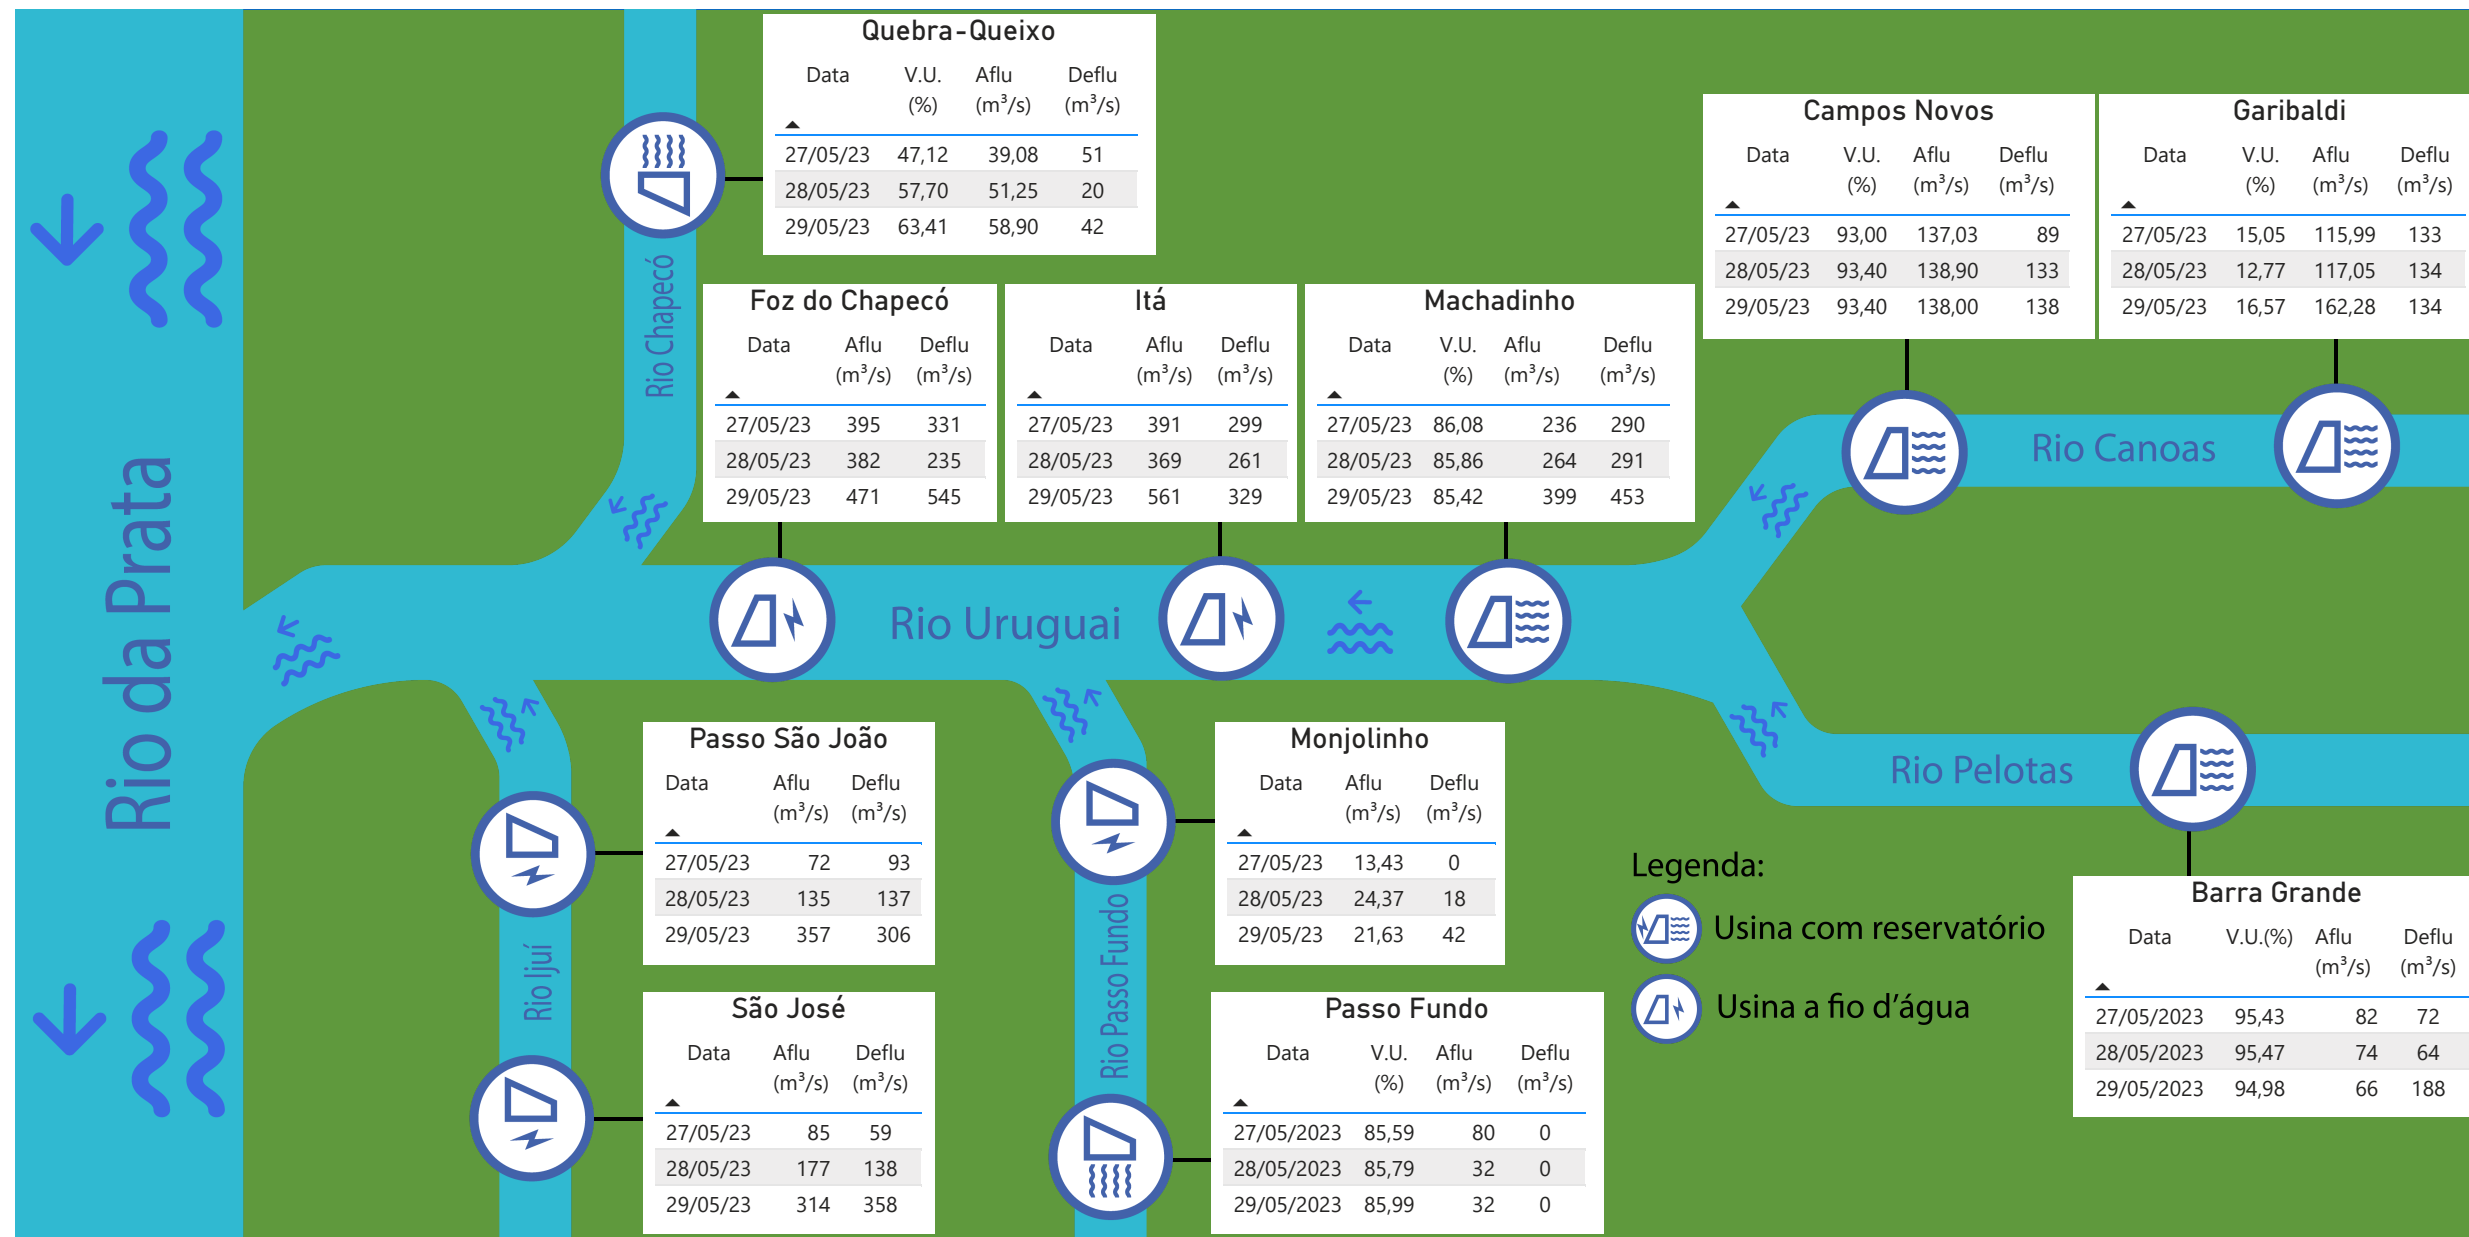 Quebra-Queixo
Data V.U. (%) Aflu (m³/s) Deflu (m³/s)
27/05/23 47,12 39,08 51
28/05/23 57,70 51,25 20
29/05/23 63,41 58,90 42
Campos Novos
Data V.U. (%) Aflu (m³/s) Deflu (m³/s)
27/05/23 93,00 137,03 89
28/05/23 93,40 138,90 133
29/05/23 93,40 138,00 138
Garibaldi
Data V.U. (%) Aflu (m³/s) Deflu (m³/s)
27/05/23 15,05 115,99 133
28/05/23 12,77 117,05 134
29/05/23 16,57 162,28 134
Rio Chapecó
Foz do Chapecó
Data Aflu (m³/s) Deflu (m³/s)
27/05/23 395 331
28/05/23 382 235
29/05/23 471 545
Itá
Data Aflu (m³/s) Deflu (m³/s)
27/05/23 391 299
28/05/23 369 261
29/05/23 561 329
Machadinho
Data V.U. (%) Aflu (m³/s) Deflu (m³/s)
27/05/23 86,08 236 290
28/05/23 85,86 264 291
29/05/23 85,42 399 453
Rio Canoas
Rio da Prata
Rio Uruguai
Rio Pelotas
Passo São João
Data Aflu (m³/s) Deflu (m³/s)
27/05/23 72 93
28/05/23 135 137
29/05/23 357 306
Monjolinho
Data Aflu (m³/s) Deflu (m³/s)
27/05/23 13,43 0
28/05/23 24,37 18
29/05/23 21,63 42
Rio Ijuí
Rio Passo Fundo
São José
Data Aflu (m³/s) Deflu (m³/s)
27/05/23 85 59
28/05/23 177 138
29/05/23 314 358
Passo Fundo
Data V.U. (%) Aflu (m³/s) Deflu (m³/s)
27/05/2023 85,59 80 0
28/05/2023 85,79 32 0
29/05/2023 85,99 32 0
Legenda:
Usina com reservatório
Usina a fio d’água
Barra Grande
Data V.U.(%) Aflu (m³/s) Deflu (m³/s)
27/05/2023 95,43 82 72
28/05/2023 95,47 74 64
29/05/2023 94,98 66 188